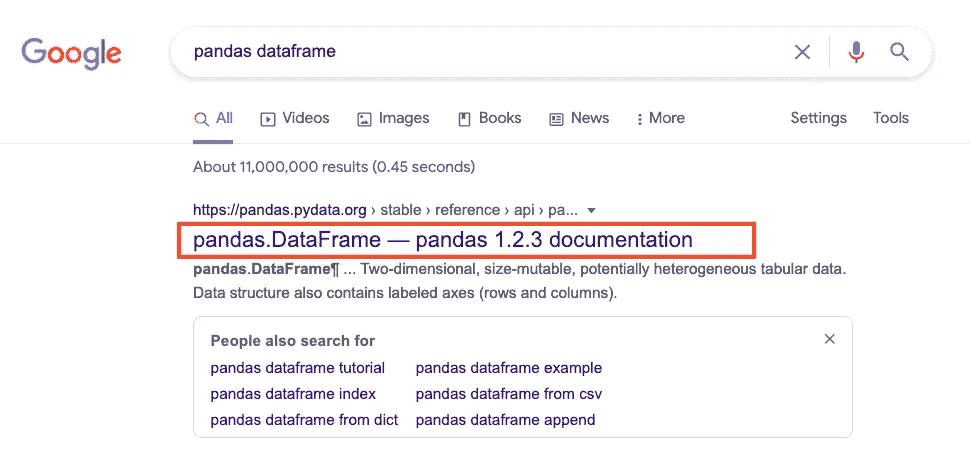 Google
pandas dataframe
All Videos Images Books News More Settings Tools
About 11,000,000 results (0.45 seconds)
https://pandas.pydata.org › stable › reference › api › pa...
pandas.DataFrame — pandas 1.2.3 documentation
pandas.DataFrame¶ ... Two-dimensional, size-mutable, potentially heterogeneous tabular data.
Data structure also contains labeled axes (rows and columns).
People also search for
pandas dataframe tutorial pandas dataframe example
pandas dataframe index pandas dataframe from csv
pandas dataframe from dict pandas dataframe append